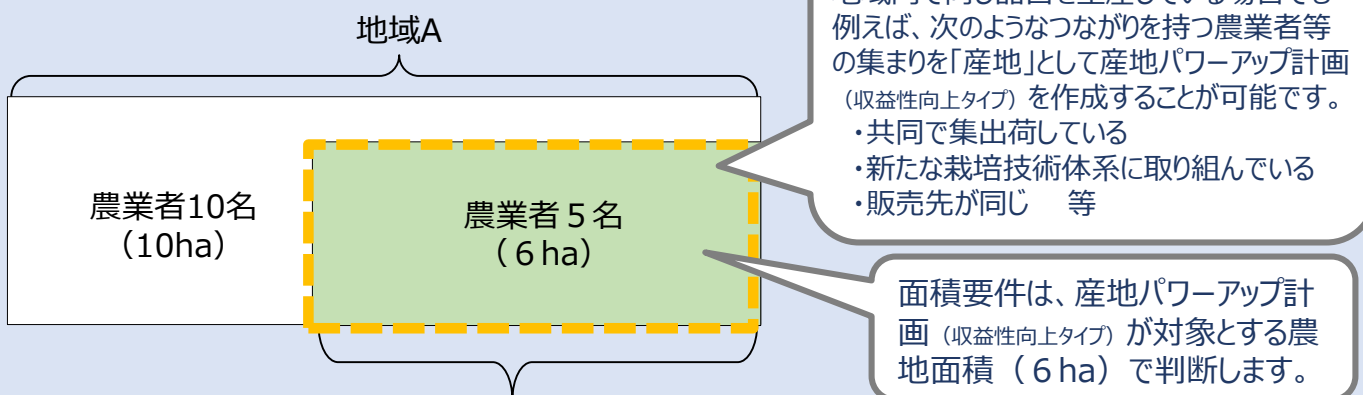 地域A
農業者10名
（10ha）
農業者５名
（６ha）
例えば、次のようなつながりを持つ農業者等
の集まりを「産地」として産地パワーアップ計画
（収益性向上タイプ）を作成することが可能です。
・共同で集出荷している
・新たな栽培技術体系に取り組んでいる
・販売先が同じ　等
面積要件は、産地パワーアップ計
画（収益性向上タイプ）が対象とする農
地面積（６ha）で判断します。